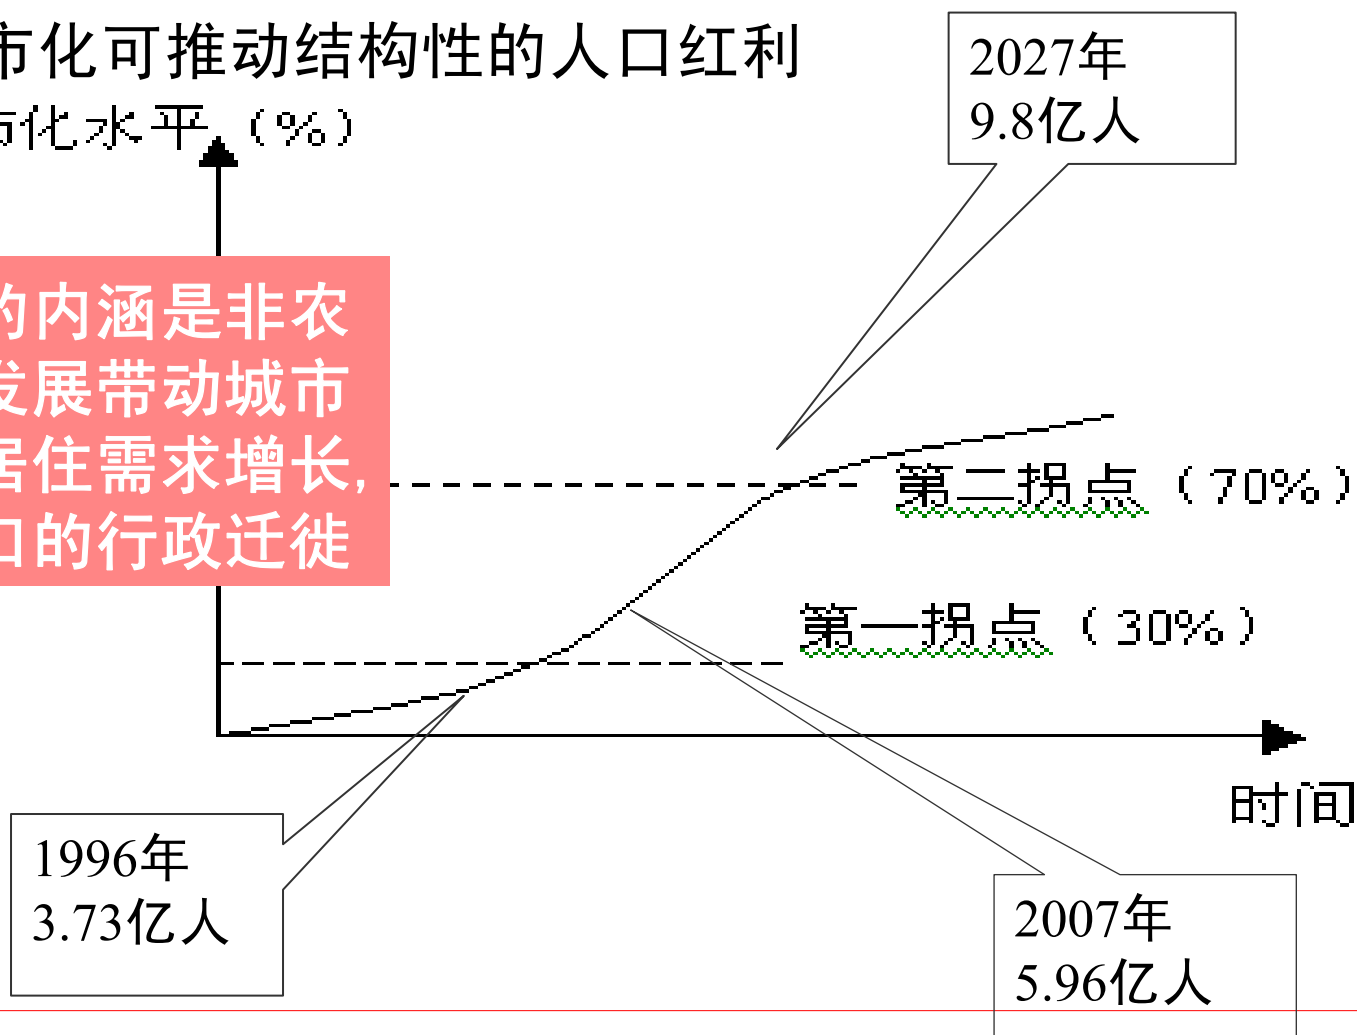 市化可推动结构性的人口红利
市化水平（%）
2027年
9.8亿人
的内涵是非农
发展带动城市
居住需求增长,
口的行政迁徙
第二拐点（70%）
第一拐点（30%）
时间
1996年
3.73亿人
2007年
5.96亿人